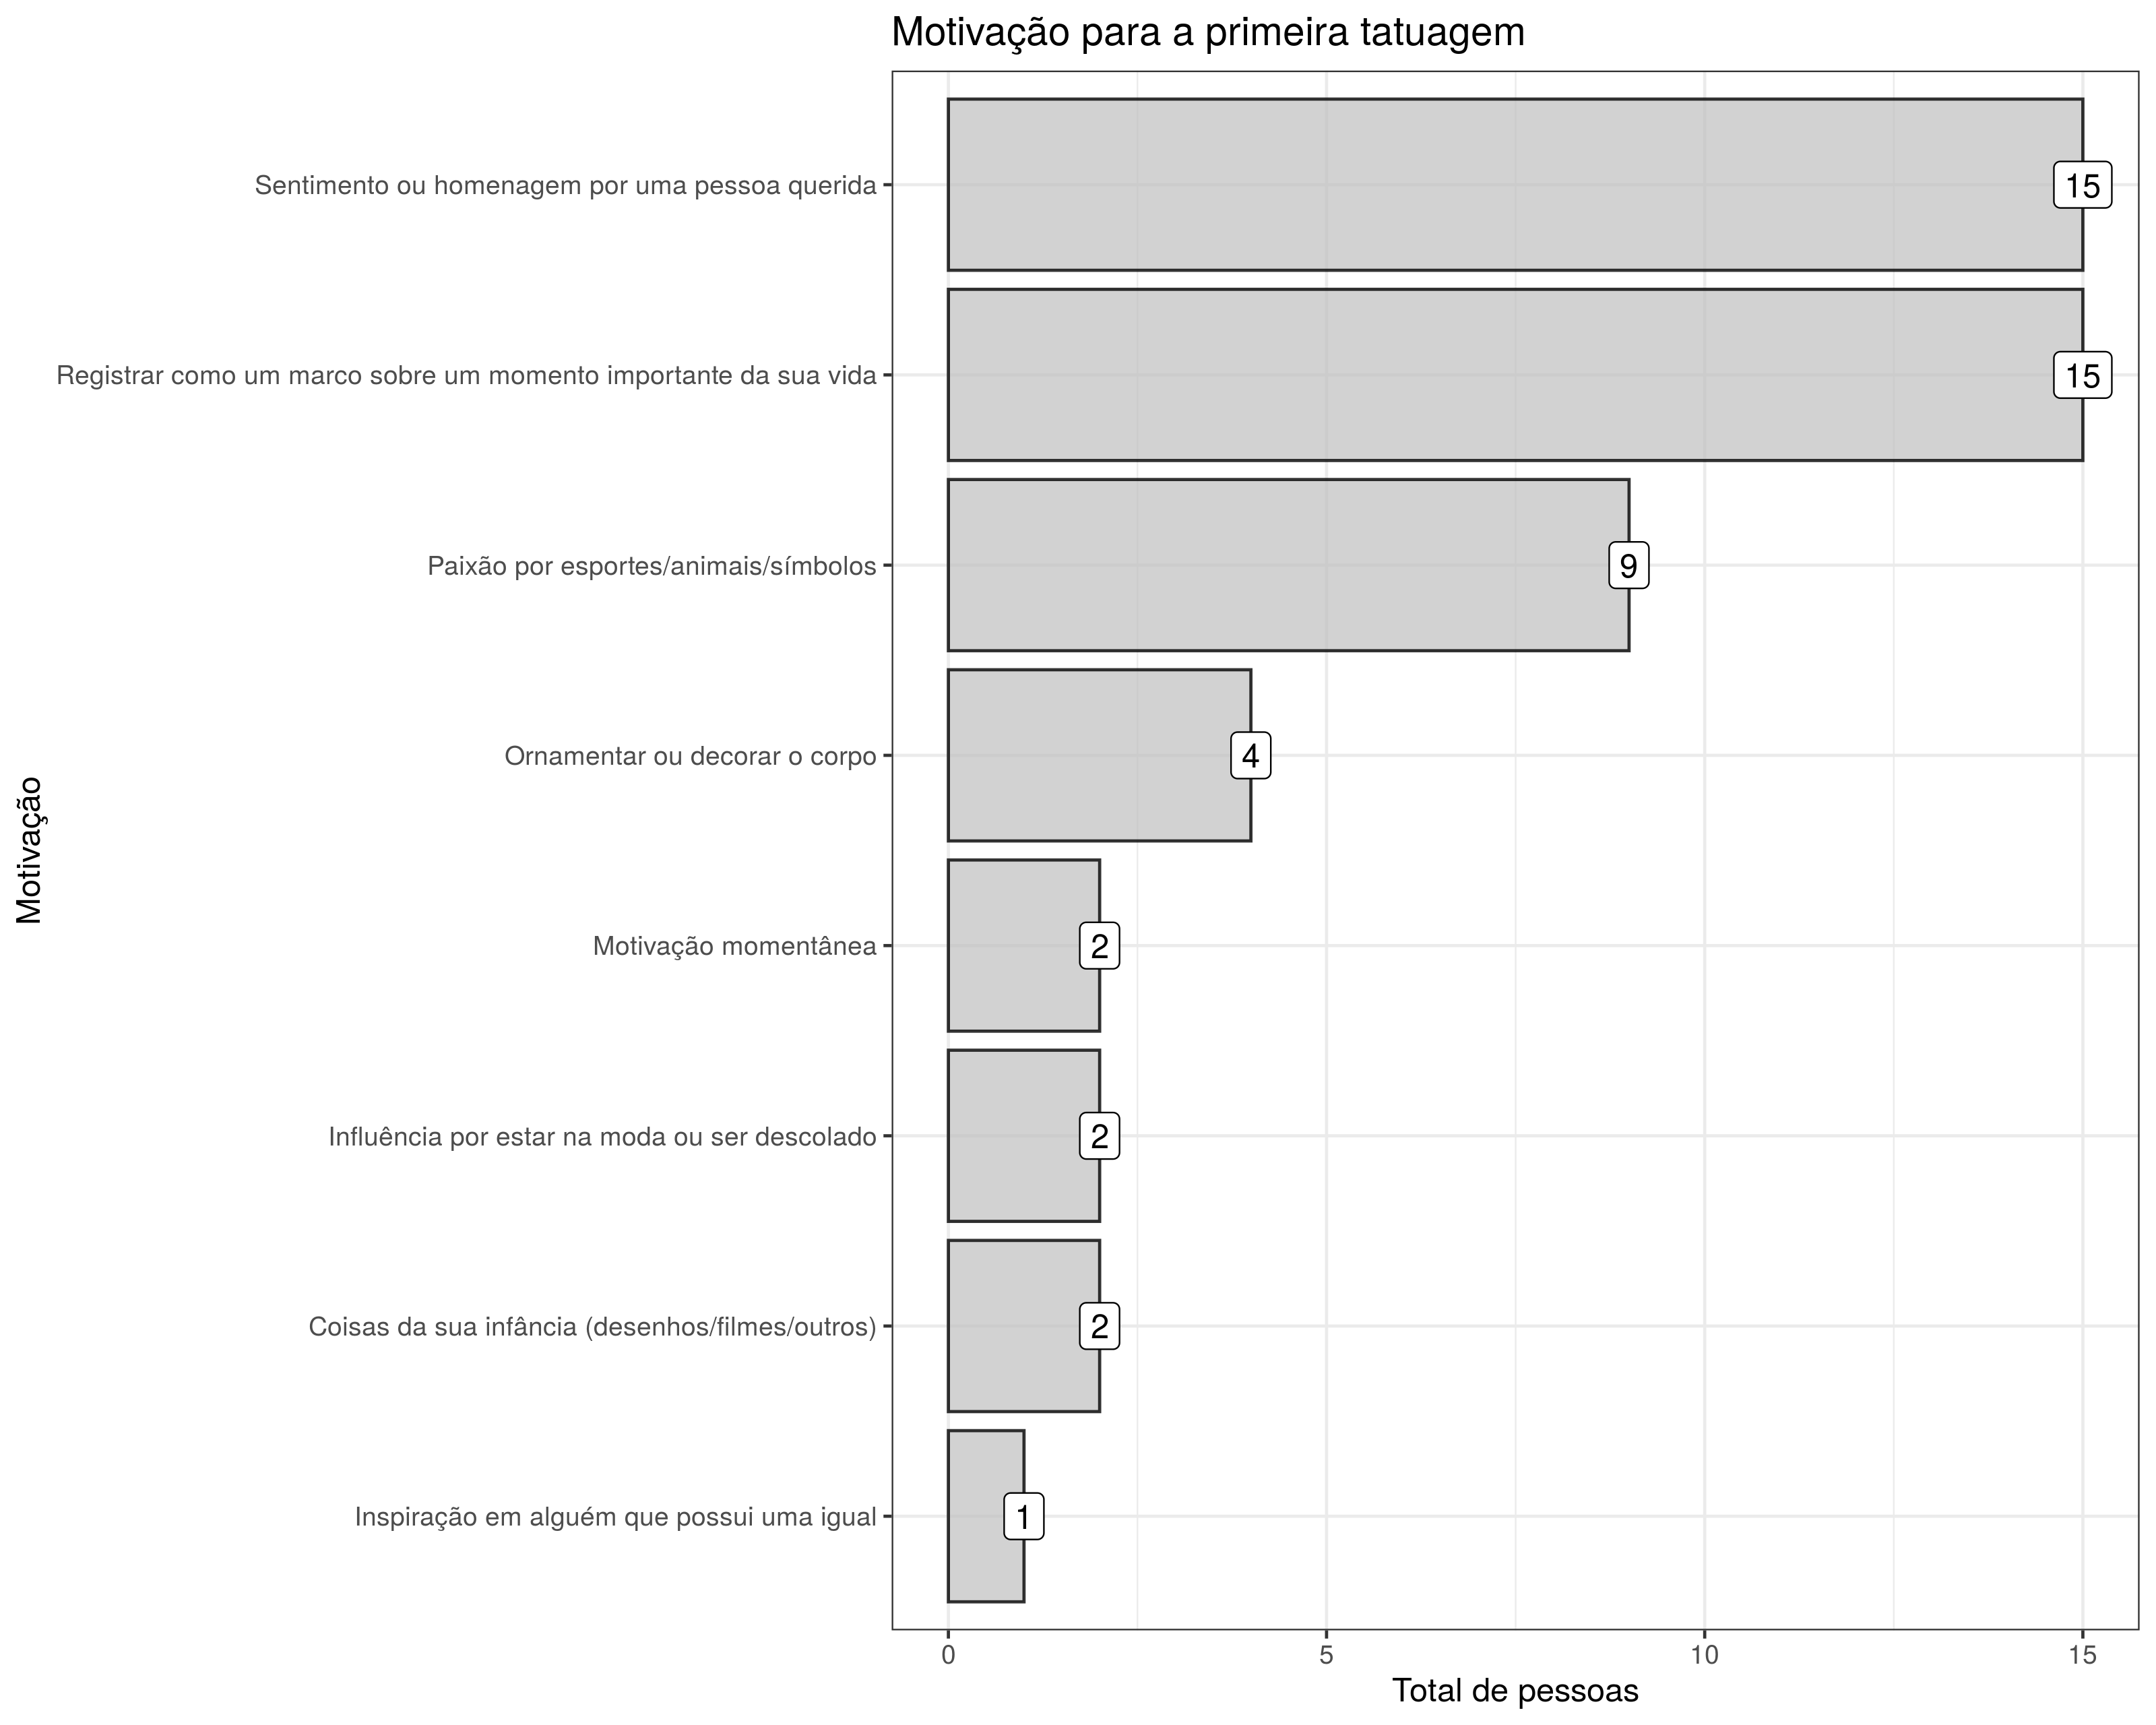 Motivação para a primeira tatuagem
Sentimento ou homenagem por uma pessoa querida
15
Registrar como um marco sobre um momento importante da sua vida
15
Paixão por esportes/animais/símbolos
9
Ornamentar ou decorar o corpo
4
Motivação momentânea
2
Influência por estar na moda ou ser descolado
2
Coisas da sua infância (desenhos/filmes/outros)
2
Inspiração em alguém que possui uma igual
1
Motivação
0 5 10 15
Total de pessoas